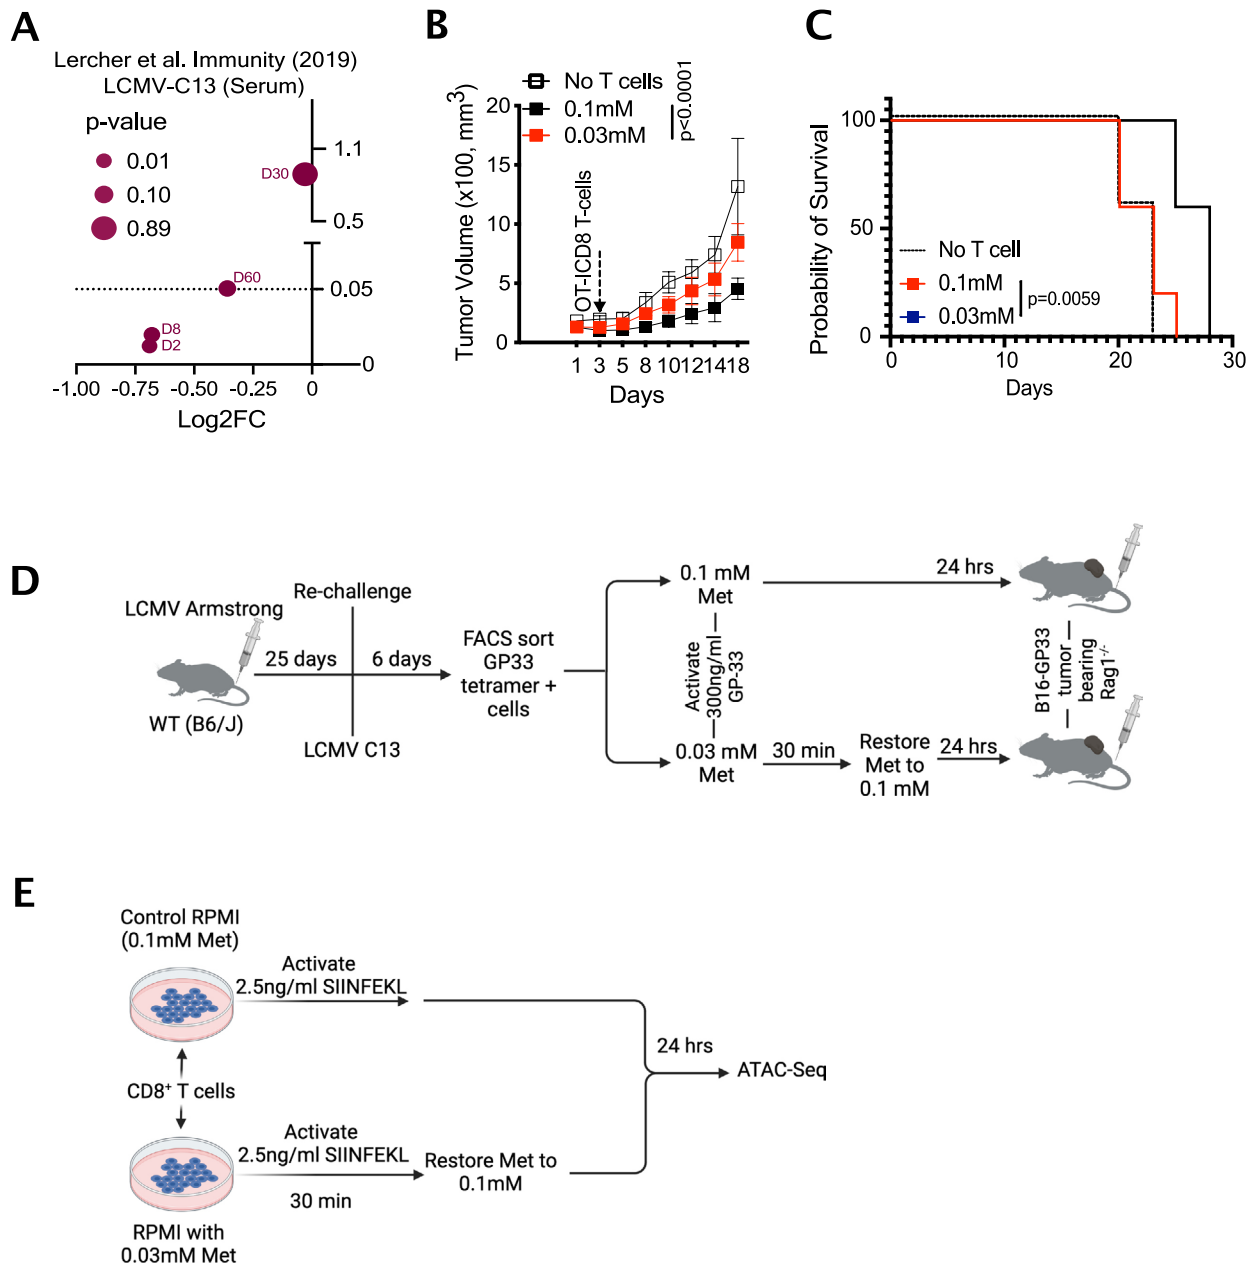 A
Lercher et al. Immunity (2019)
LCMV-C13 (Serum)
p-value
0.01
0.10
0.89
D30
D60
D8
D2
1.1
0.5
0.05
0
-1.00
-0.75
-0.50
-0.25
0
Log2FC
B
No T cells
0.1mM
0.03mM
p<0.0001
Tumor Volume (x100, mm³)
20
15
10
5
0
OT-ICD8 T-cells
1 3 5 8 10 12 14 18
Days
C
Probability of Survival
100
50
0
No T cell
0.1mM
0.03mM
p=0.0059
0 10 20 30
Days
D
LCMV Armstrong
WT (B6/J)
25 days
Re-challenge
LCMV C13
6 days
FACS sort
GP33
tetramer +
cells
0.1 mM
Met
Activate
300ng/ml
GP-33
0.03 mM
Met
30 min
Restore
Met to
0.1 mM
24 hrs
24 hrs
B16-GP33
tumor
bearing
Rag1⁻/⁻
E
Control RPMI
(0.1mM Met)
Activate
2.5ng/ml SIINFEKL
CD8⁺ T cells
Activate
2.5ng/ml SIINFEKL
30 min
Restore Met to
0.1mM
RPMI with
0.03mM Met
24 hrs
ATAC-Seq